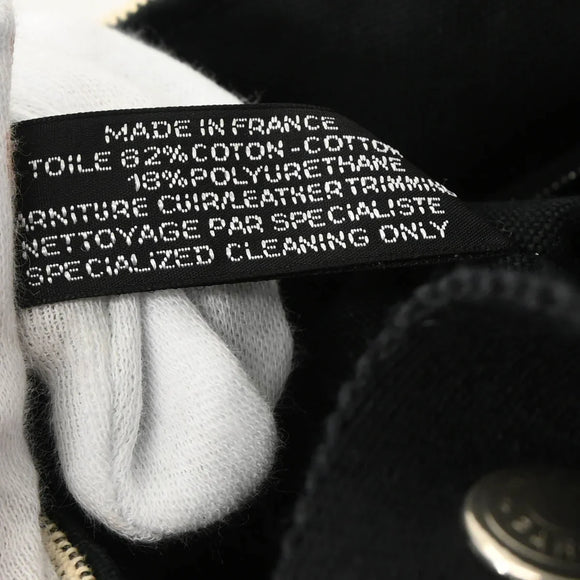 MADE IN FRANCE
TOILE 82% COTON - COTTO
18% POLYURETHANE
ARNITURE CUIR/LEATHER TRIMMIN
NETTOYAGE PAR SPECIALISTE
SPECIALIZED CLEANING ONLY